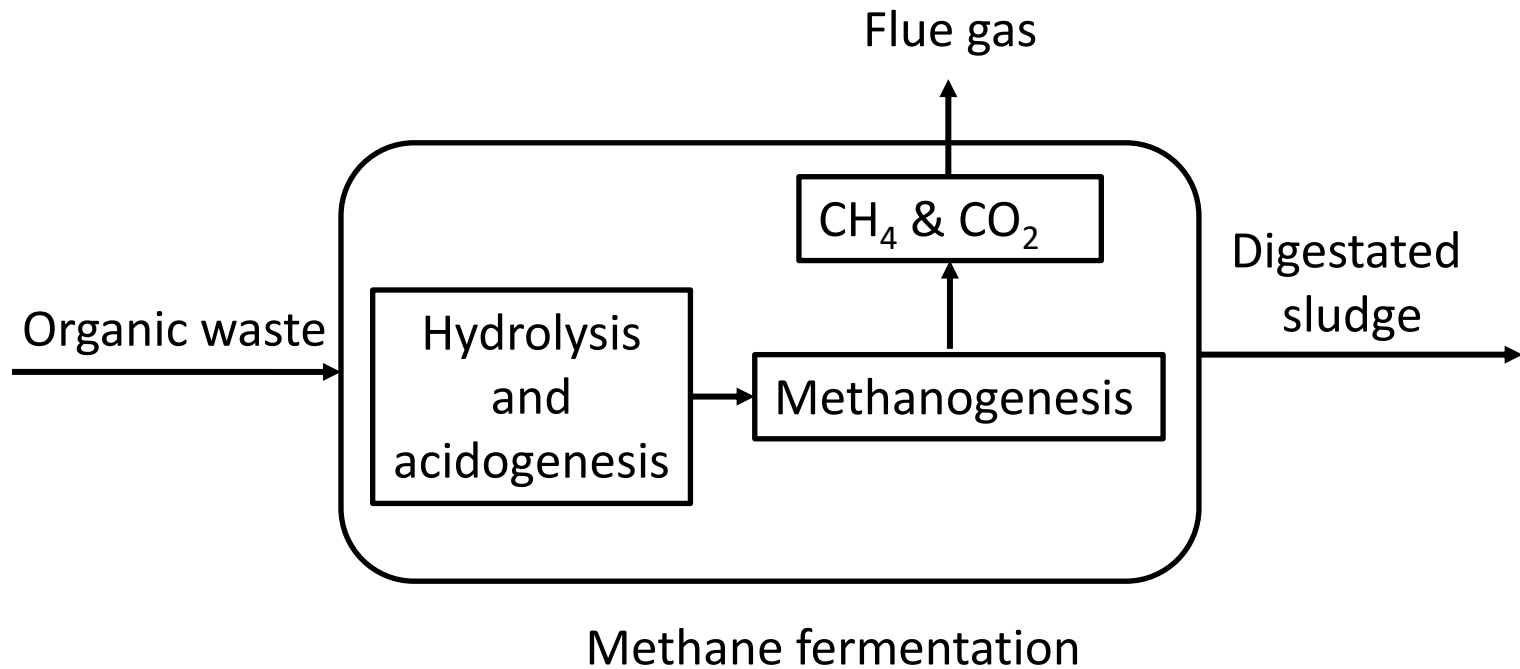 Flue gas
CH₄ & CO₂
Digestated
sludge
Organic waste
Hydrolysis
and
acidogenesis
Methanogenesis
Methane fermentation